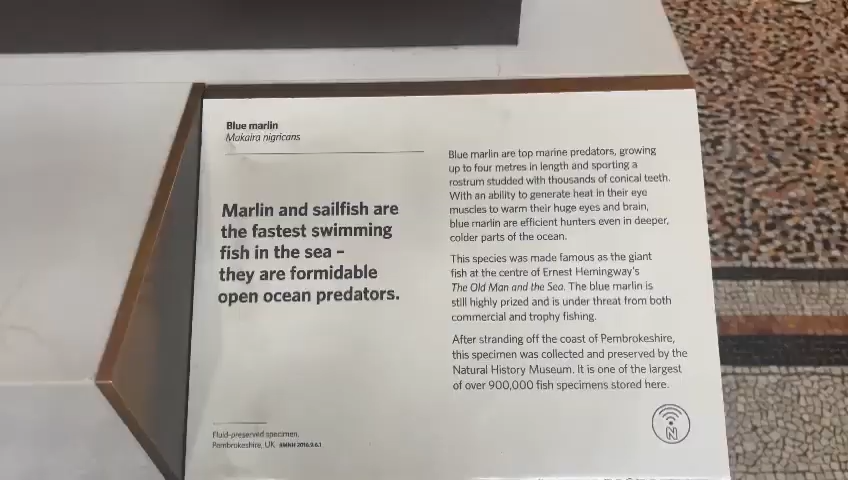 Blue marlin
Makaira nigricans
Marlin and sailfish are
the fastest swimming
fish in the sea –
they are formidable
open ocean predators.
Fluid-preserved specimen,
Pembrokeshire, UK BMNH 2016.9.6.1
Blue marlin are top marine predators, growing
up to four metres in length and sporting a
rostrum studded with thousands of conical teeth.
With an ability to generate heat in their eye
muscles to warm their huge eyes and brain,
blue marlin are efficient hunters even in deeper,
colder parts of the ocean.
This species was made famous as the giant
fish at the centre of Ernest Hemingway's
The Old Man and the Sea. The blue marlin is
still highly prized and is under threat from both
commercial and trophy fishing.
After stranding off the coast of Pembrokeshire,
this specimen was collected and preserved by the
Natural History Museum. It is one of the largest
of over 900,000 fish specimens stored here.
N